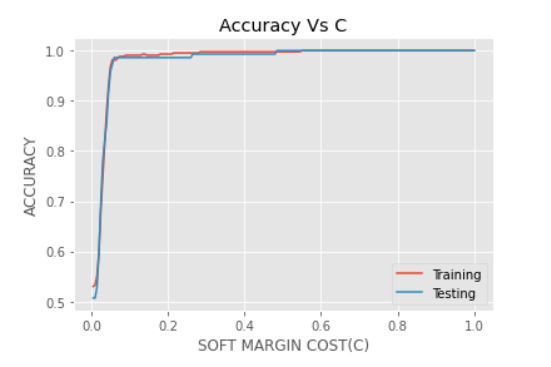 Accuracy Vs C
1.0
0.9
0.8
0.7
0.6
0.5
ACCURACY
Training
Testing
0.0 0.2 0.4 0.6 0.8 1.0
SOFT MARGIN COST(C)